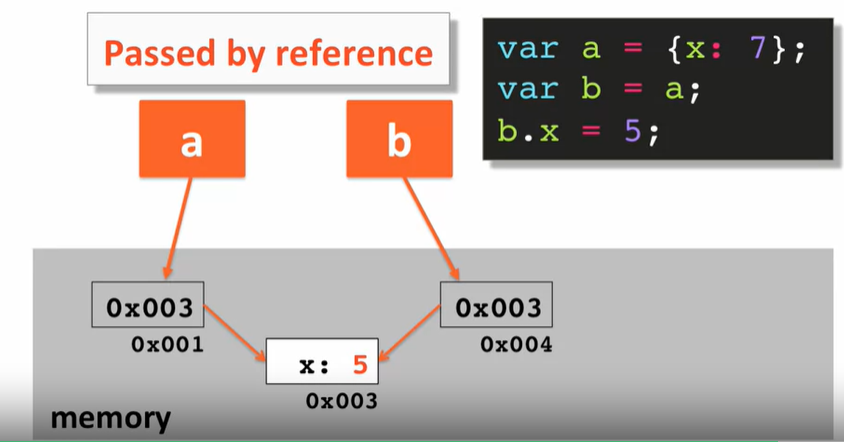 Passed by reference
var a = {x: 7};
var b = a;
b.x = 5;
a
b
0x003
0x003
0x001
0x004
x: 5
0x003
memory